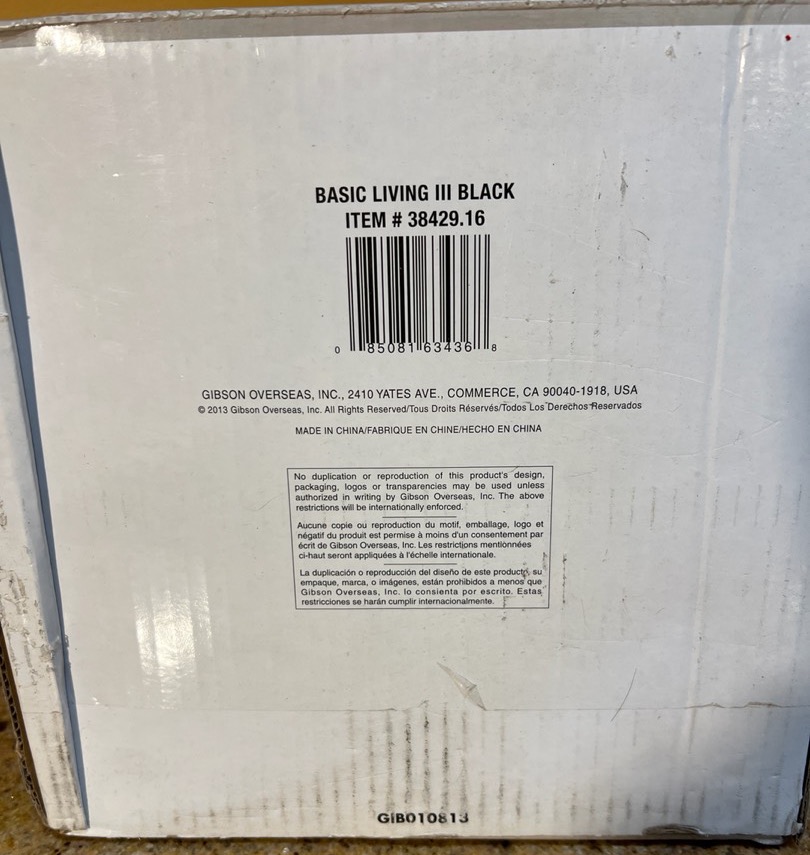 BASIC LIVING III BLACK
ITEM # 38429.16
0 85081 63436 8
GIBSON OVERSEAS, INC., 2410 YATES AVE., COMMERCE, CA 90040-1918, USA
© 2013 Gibson Overseas, Inc. All Rights Reserved/Tous Droits Réservés/Todos Los Derechos Reservados
MADE IN CHINA/FABRIQUE EN CHINE/HECHO EN CHINA
No duplication or reproduction of this product's design,
packaging, logos or transparencies may be used unless
authorized in writing by Gibson Overseas, Inc. The above
restrictions will be internationally enforced.
Aucune copie ou reproduction du motif, emballage, logo et
négatif du produit est permise à moins d'un consentement par
écrit de Gibson Overseas, Inc. Les restrictions mentionnées
ci-haut seront appliquées à l'échelle internationale.
La duplicación o reproducción del diseño de este producto, su
empaque, marca, o imágenes, están prohibidos a menos que
Gibson Overseas, Inc. lo consienta por escrito. Estas
restricciones se harán cumplir internacionalmente.
GIB010813